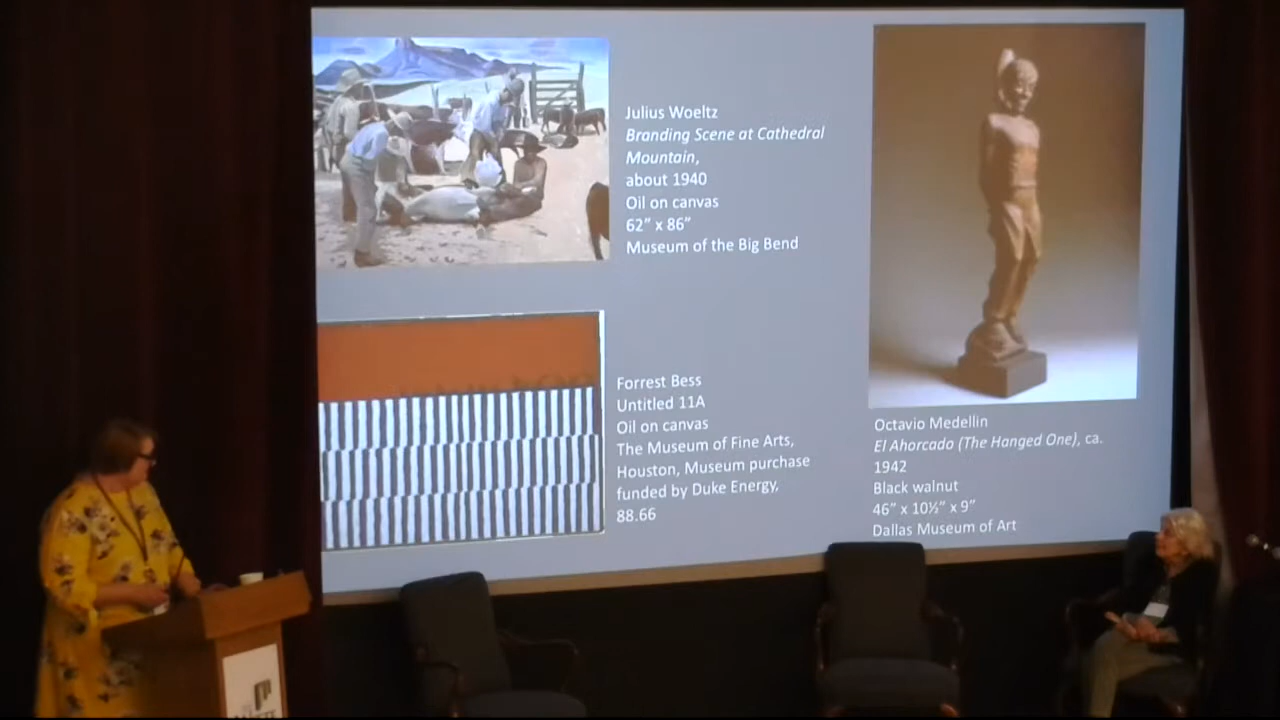 Julius Woeltz
Branding Scene at Cathedral
Mountain,
about 1940
Oil on canvas
62” x 86”
Museum of the Big Bend
Forrest Bess
Untitled 11A
Oil on canvas
The Museum of Fine Arts,
Houston, Museum purchase
funded by Duke Energy,
88.66
Octavio Medellin
El Ahorcado (The Hanged One), ca.
1942
Black walnut
46” x 10½” x 9”
Dallas Museum of Art